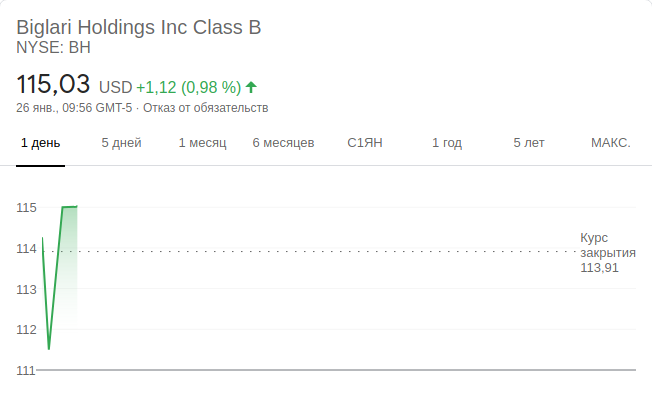 Biglari Holdings Inc Class B
NYSE: BH
115,03 USD +1,12 (0,98 %)
26 янв., 09:56 GMT-5 · Отказ от обязательств
1 день 5 дней 1 месяц 6 месяцев С1ЯН 1 год 5 лет МАКС.
115
114
113
112
111
Курс
закрытия
113,91